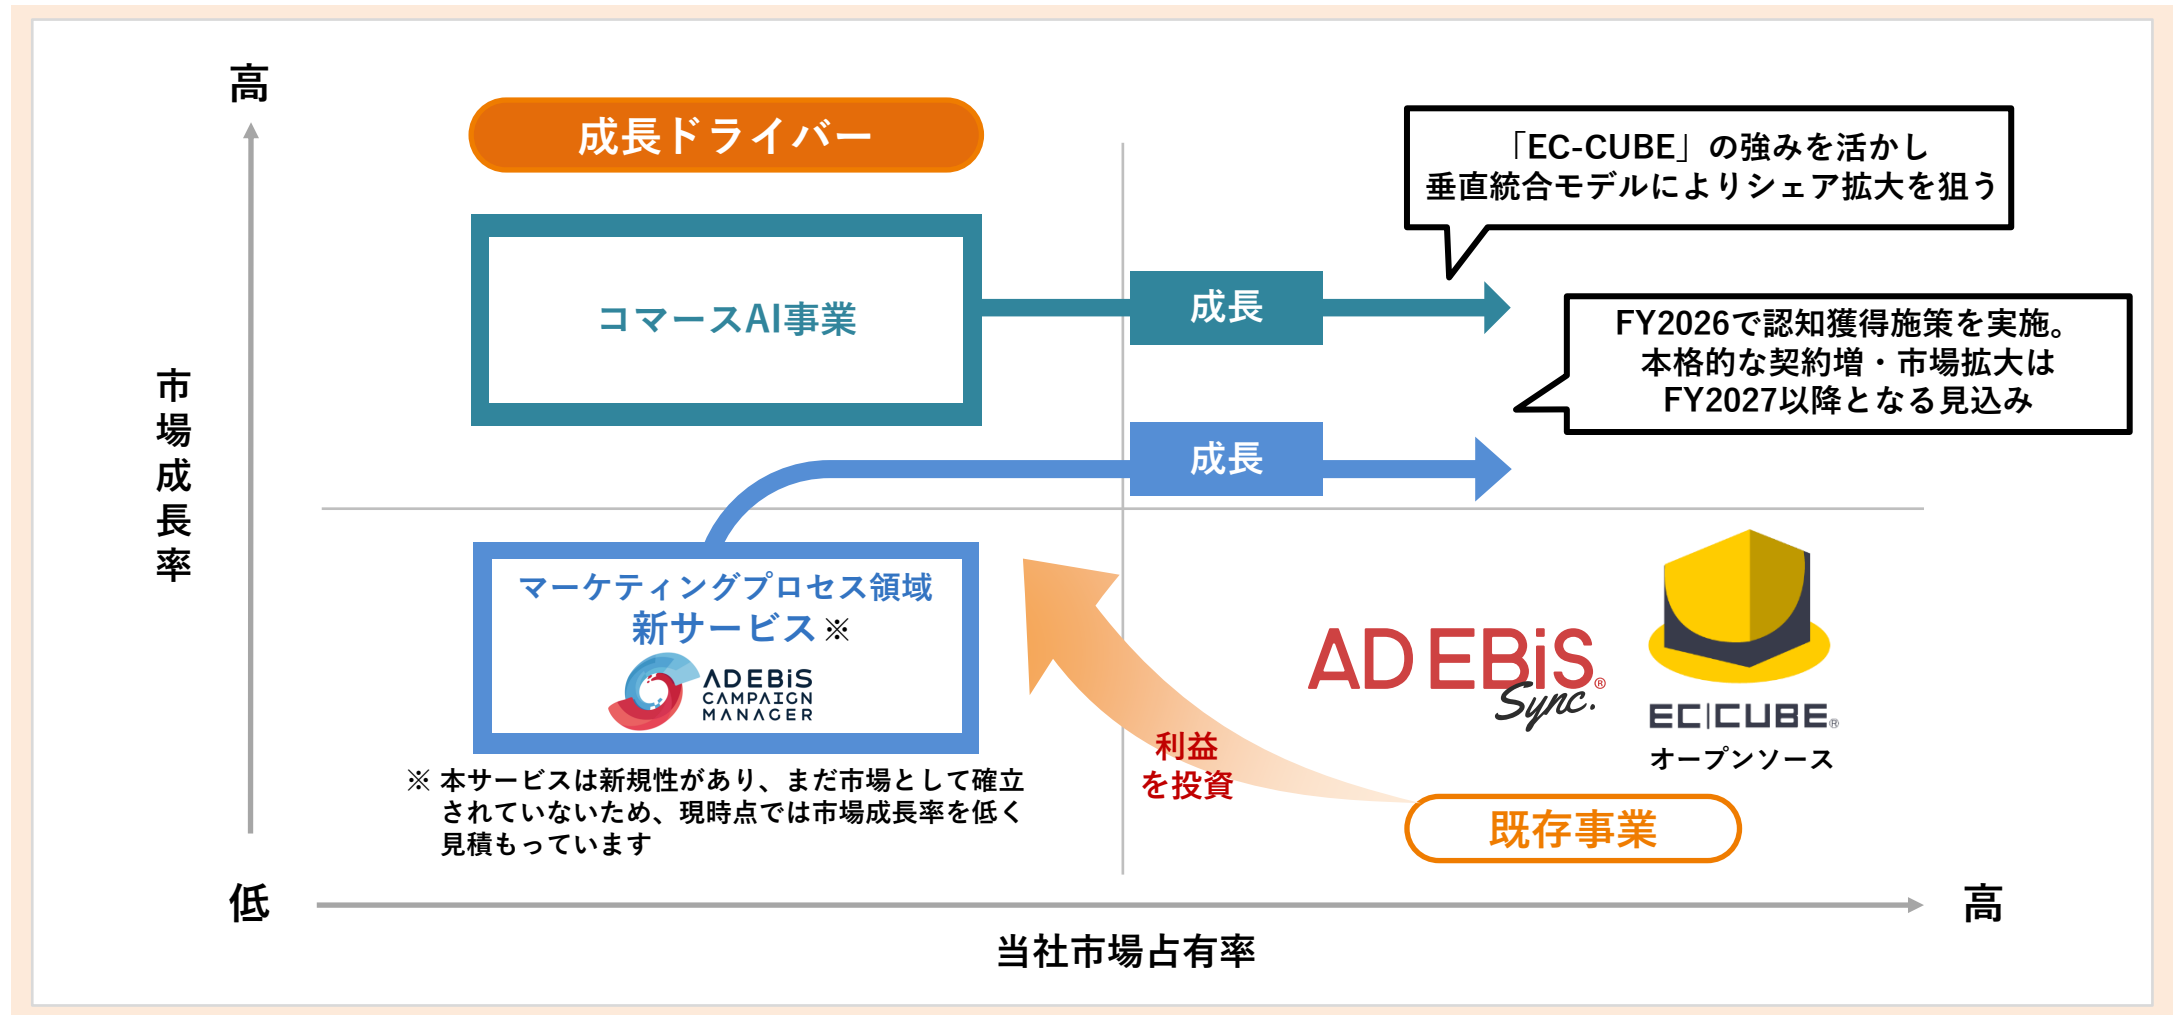 高
成長ドライバー
「EC-CUBE」の強みを活かし
垂直統合モデルによりシェア拡大を狙う
コマースAI事業
成長
FY2026で認知獲得施策を実施。
本格的な契約増・市場拡大は
FY2027以降となる見込み
成長
市場成長率
マーケティングプロセス領域
新サービス※
AD EBiS
CAMPAIGN
MANAGER
※ 本サービスは新規性があり、まだ市場として確立
されていないため、現時点では市場成長率を低く
見積もっています
利益
を投資
AD EBiS®
Sync.
EC|CUBE®
オープンソース
既存事業
低
高
当社市場占有率